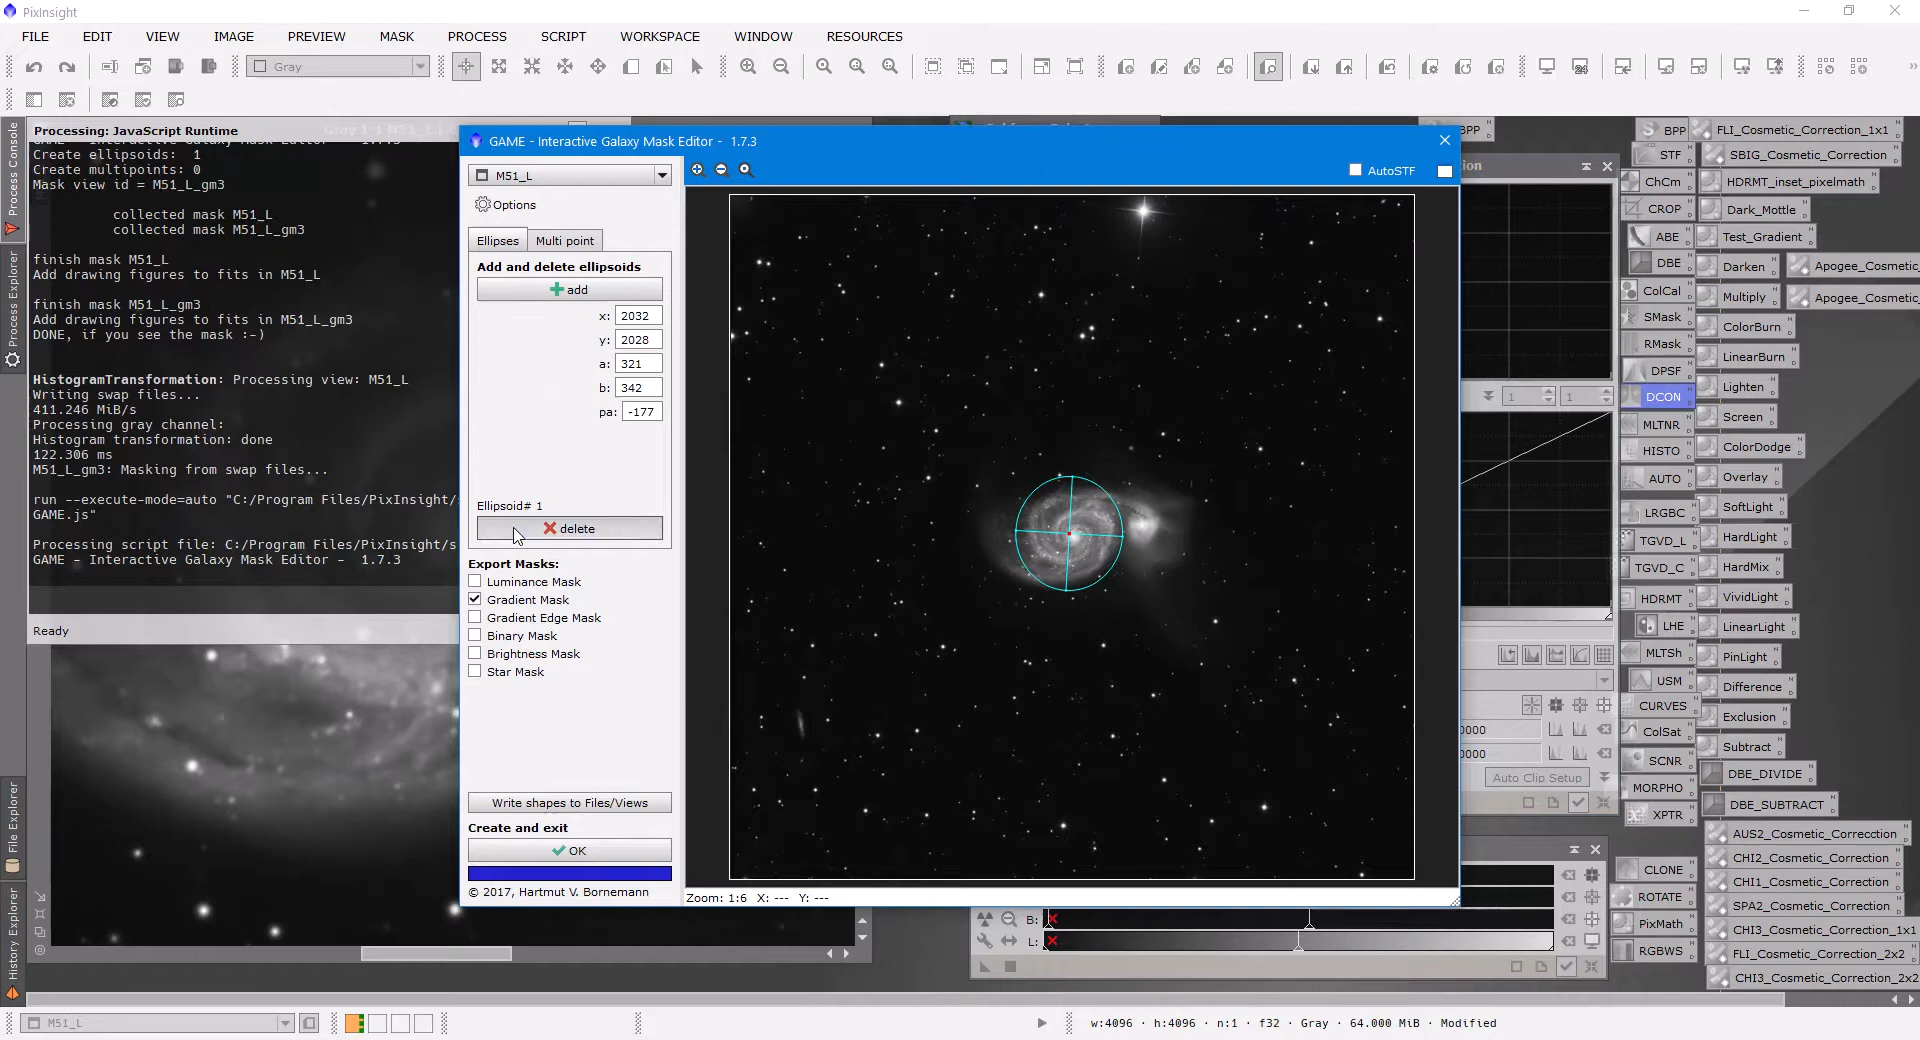 PixInsight
FILE EDIT VIEW IMAGE PREVIEW MASK PROCESS SCRIPT WORKSPACE WINDOW RESOURCES
Gray
Process Console
Process Explorer
File Explorer
History Explorer
Processing: JavaScript Runtime
Create ellipsoids: 1
Create multipoints: 0
Mask view id = M51_L_gm3
collected mask M51_L
collected mask M51_L_gm3
finish mask M51_L
Add drawing figures to fits in M51_L
finish mask M51_L_gm3
Add drawing figures to fits in M51_L_gm3
DONE, if you see the mask :-)
HistogramTransformation: Processing view: M51_L
Writing swap files...
411.246 MiB/s
Processing gray channel:
Histogram transformation: done
122.306 ms
M51_L_gm3: Masking from swap files...
run --execute-mode=auto "C:/Program Files/PixInsight/s
GAME.js"
Processing script file: C:/Program Files/PixInsight/s
GAME - Interactive Galaxy Mask Editor - 1.7.3
Ready
GAME - Interactive Galaxy Mask Editor - 1.7.3
M51_L
AutoSTF
Options
Ellipses Multi point
Add and delete ellipsoids
add
x: 2032
y: 2028
a: 321
b: 342
pa: -177
Ellipsoid# 1
delete
Export Masks:
Luminance Mask
Gradient Mask
Gradient Edge Mask
Binary Mask
Brightness Mask
Star Mask
Write shapes to Files/Views
Create and exit
OK
© 2017, Hartmut V. Bornemann
Zoom: 1:6 X: --- Y: ---
BPP
tion
1 1
0000
0000
Auto Clip Setup
B:
L:
BPP
STF
ChCm
CROP
ABE
DBE
ColCal
SMask
RMask
DPSF
DCON
MLTNR
HISTO
AUTO
LRGBC
TGVD_L
TGVD_C
HDRMT
LHE
MLTSh
USM
CURVES
ColSat
SCNR
MORPHO
XPTR
CLONE
ROTATE
PixMath
RGBWS
FLI_Cosmetic_Correction_1x1
SBIG_Cosmetic_Correction
HDRMT_inset_pixelmath
Dark_Mottle
Test_Gradient
Darken
Apogee_Cosmetic_
Multiply
Apogee_Cosmetic_
ColorBurn
LinearBurn
Lighten
Screen
ColorDodge
Overlay
SoftLight
HardLight
HardMix
VividLight
LinearLight
PinLight
Difference
Exclusion
Subtract
DBE_DIVIDE
DBE_SUBTRACT
AUS2_Cosmetic_Correcction
CHI2_Cosmetic_Correction
CHI1_Cosmetic_Correction
SPA2_Cosmetic_Correction
CHI3_Cosmetic_Correction_1x1
FLI_Cosmetic_Correction_2x2
CHI3_Cosmetic_Correction_2x2
M51_L
w:4096 · h:4096 · n:1 · f32 · Gray · 64.000 MiB · Modified